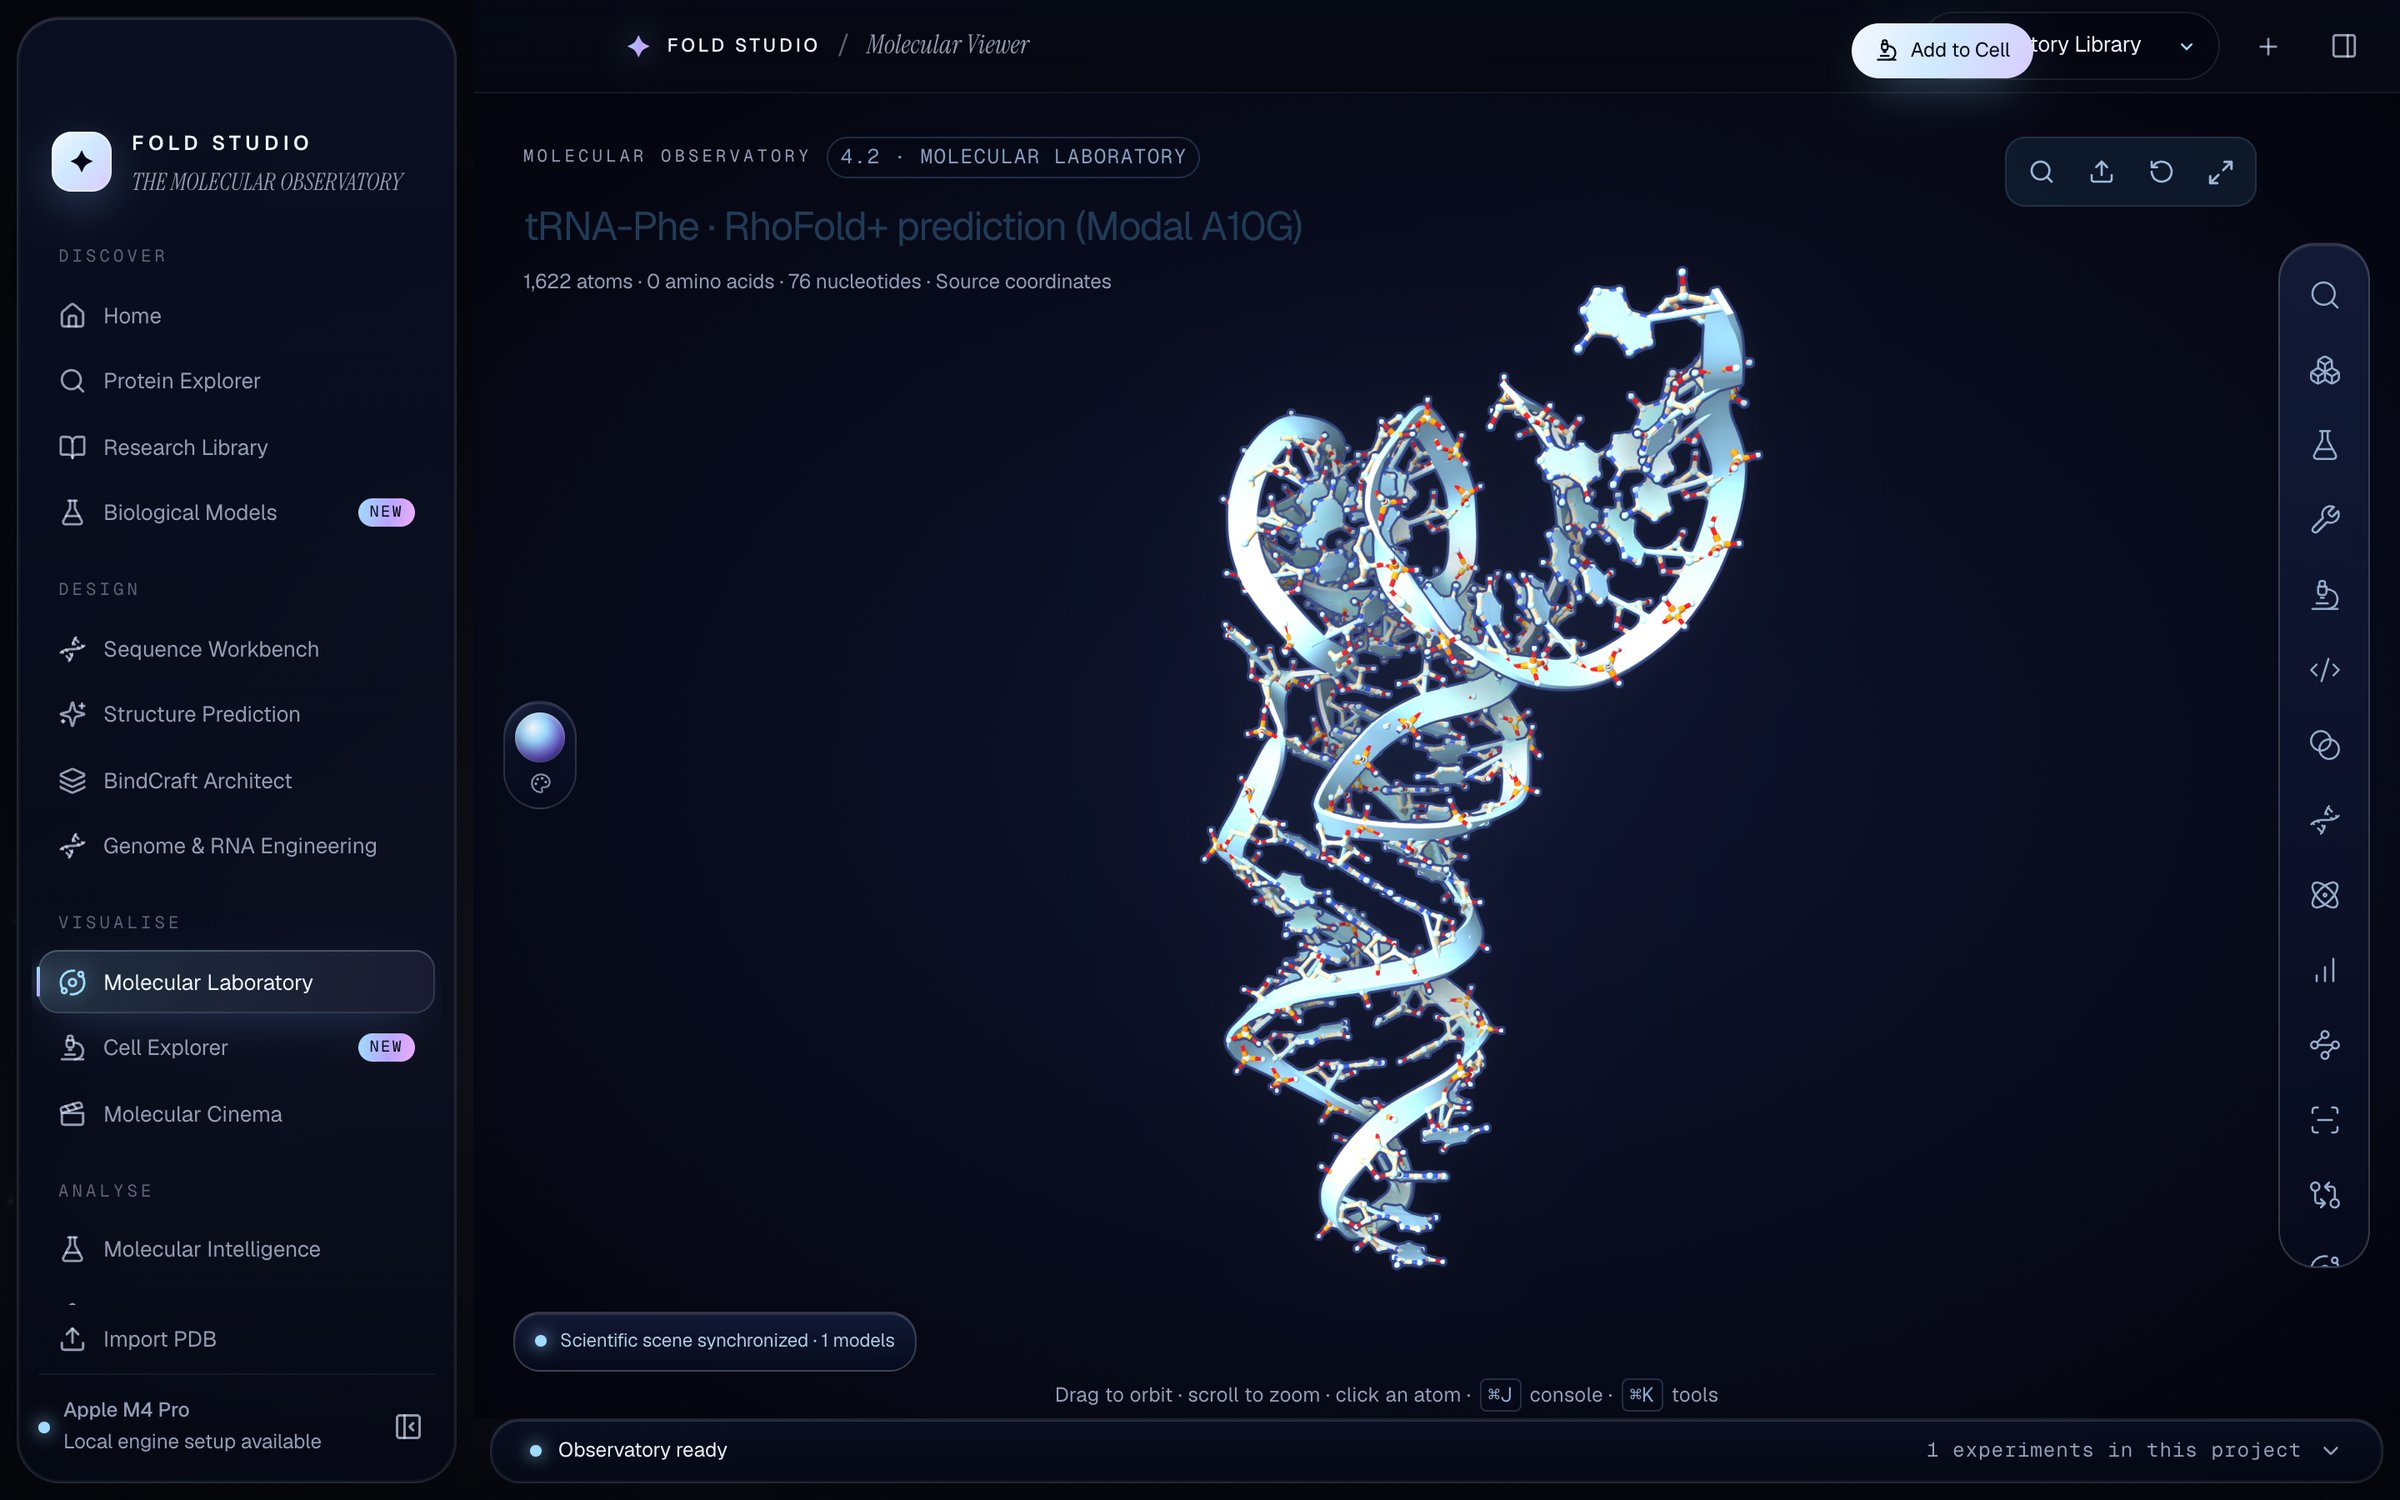 FOLD STUDIO
THE MOLECULAR OBSERVATORY
DISCOVER
Home
Protein Explorer
Research Library
Biological Models NEW
DESIGN
Sequence Workbench
Structure Prediction
BindCraft Architect
Genome & RNA Engineering
VISUALISE
Molecular Laboratory
Cell Explorer NEW
Molecular Cinema
ANALYSE
Molecular Intelligence
Import PDB
Apple M4 Pro
Local engine setup available
FOLD STUDIO / Molecular Viewer
Add to Cell
Library
MOLECULAR OBSERVATORY 4.2 · MOLECULAR LABORATORY
tRNA-Phe · RhoFold+ prediction (Modal A10G)
1,622 atoms · 0 amino acids · 76 nucleotides · Source coordinates
Scientific scene synchronized · 1 models
Drag to orbit · scroll to zoom · click an atom · ⌘J console · ⌘K tools
Observatory ready
1 experiments in this project